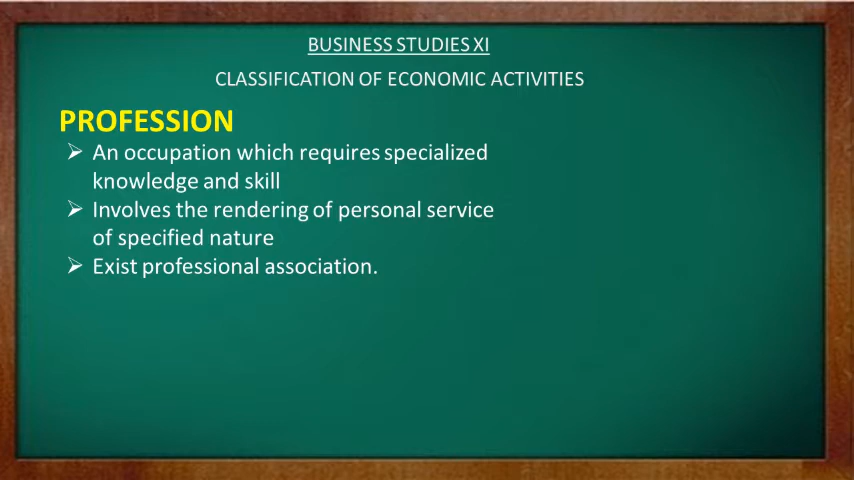 BUSINESS STUDIES XI
CLASSIFICATION OF ECONOMIC ACTIVITIES
PROFESSION
➢ An occupation which requires specialized
knowledge and skill
➢ Involves the rendering of personal service
of specified nature
➢ Exist professional association.